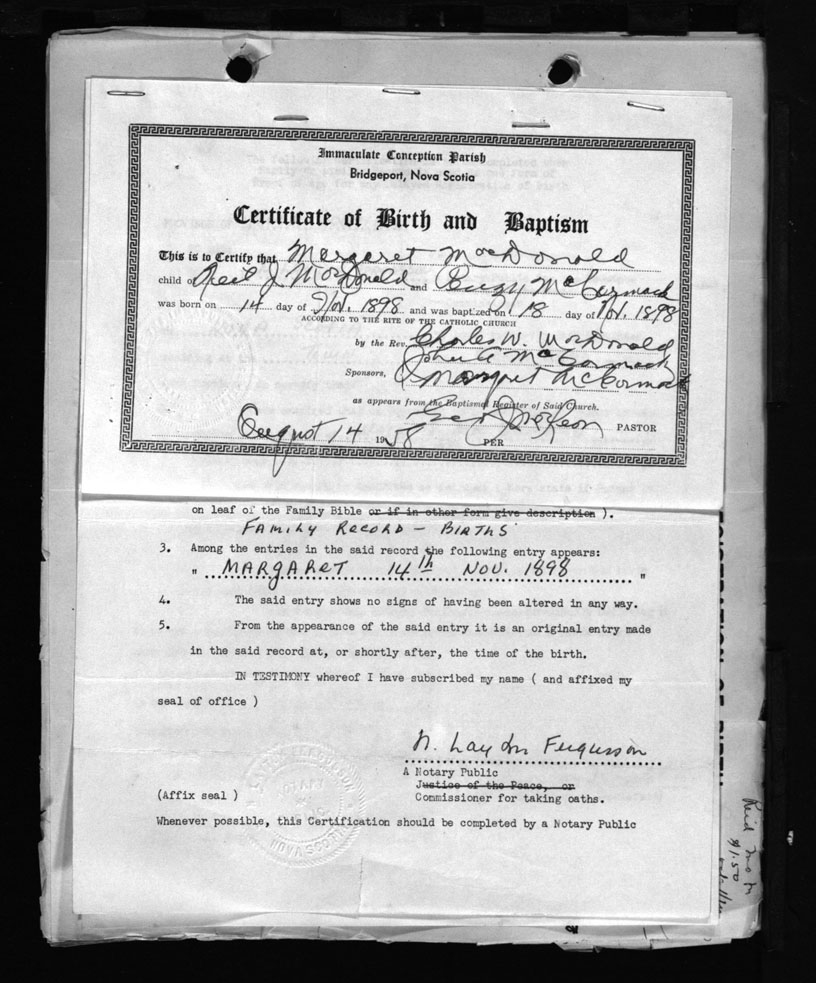 Immaculate Conception Parish
Bridgeport, Nova Scotia
Certificate of Birth and Baptism
This is to Certify that Margaret MacDonald
child of Neil J McDonald and Suzy McCormack
was born on 14 day of Nov. 1898 and was baptized on 18 day of Nov. 1898
ACCORDING TO THE RITE OF THE CATHOLIC CHURCH
by the Rev. Charles W. MacDonald
McCormack
Sponsors, Margaret McCormack
as appears from the Baptismal Register of Said Church.
PASTOR
August 14 1958 PER
on leaf of the Family Bible or if in other form give description ).
FAMILY RECORD - BIRTHS
3. Among the entries in the said record the following entry appears:
" MARGARET 14th NOV. 1898 "
4. The said entry shows no signs of having been altered in any way.
5. From the appearance of the said entry it is an original entry made
in the said record at, or shortly after, the time of the birth.
IN TESTIMONY whereof I have subscribed my name ( and affixed my
seal of office )
N. Layton Fergusson
A Notary Public
Justice of the Peace, or
(Affix seal ) Commissioner for taking oaths.
Whenever possible, this Certification should be completed by a Notary Public
NOTARY
NOVA SCOTIA
$1.50